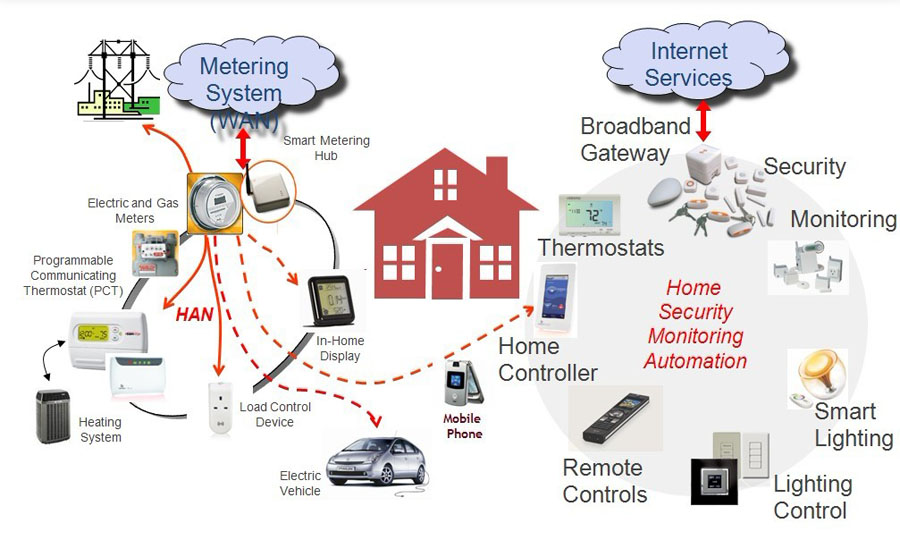 Metering
System
(WAN)
Internet
Services
Smart Metering
Hub
Broadband
Gateway
Security
Electric and Gas
Meters
Monitoring
72
Thermostats
Programmable
Communicating
Thermostat (PCT)
HAN
Home
Security
Monitoring
Automation
In-Home
Display
Home
Controller
Load Control
Device
Mobile
Phone
Smart
Lighting
Heating
System
Electric
Vehicle
Remote
Controls
Lighting
Control